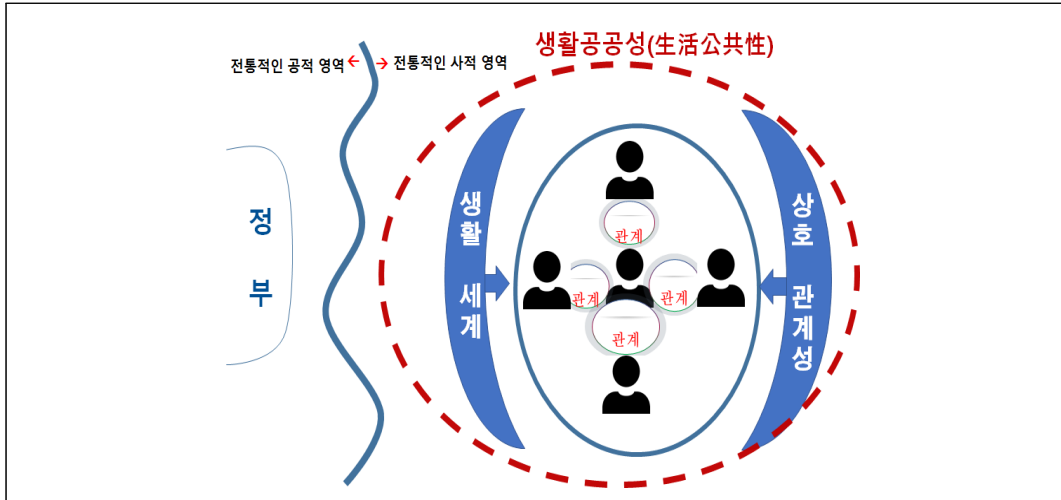 생활공공성(生活公共性)
전통적인 공적 영역 ← → 전통적인 사적 영역
정부
생활 세계
상호 관계성
관계
관계
관계
관계